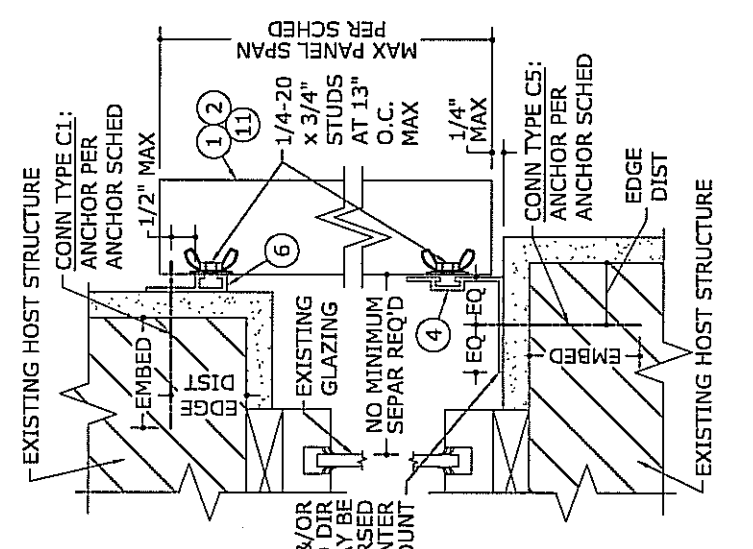 EXISTING HOST STRUCTURE
CONN TYPE C1:
ANCHOR PER
ANCHOR SCHED
1/2" MAX
EMBED
EDGE
DIST
EXISTING
GLAZING
NO MINIMUM
SEPAR REQ'D
6
1
2
11
1/4-20
x 3/4"
STUDS
AT 13"
O.C.
MAX
MAX PANEL SPAN
PER SCHED
1/4"
MAX
CONN TYPE C5:
ANCHOR PER
ANCHOR SCHED
EDGE
DIST
EQ
EQ
4
EMBED
EXISTING HOST STRUCTURE
&/OR
DIR
BE